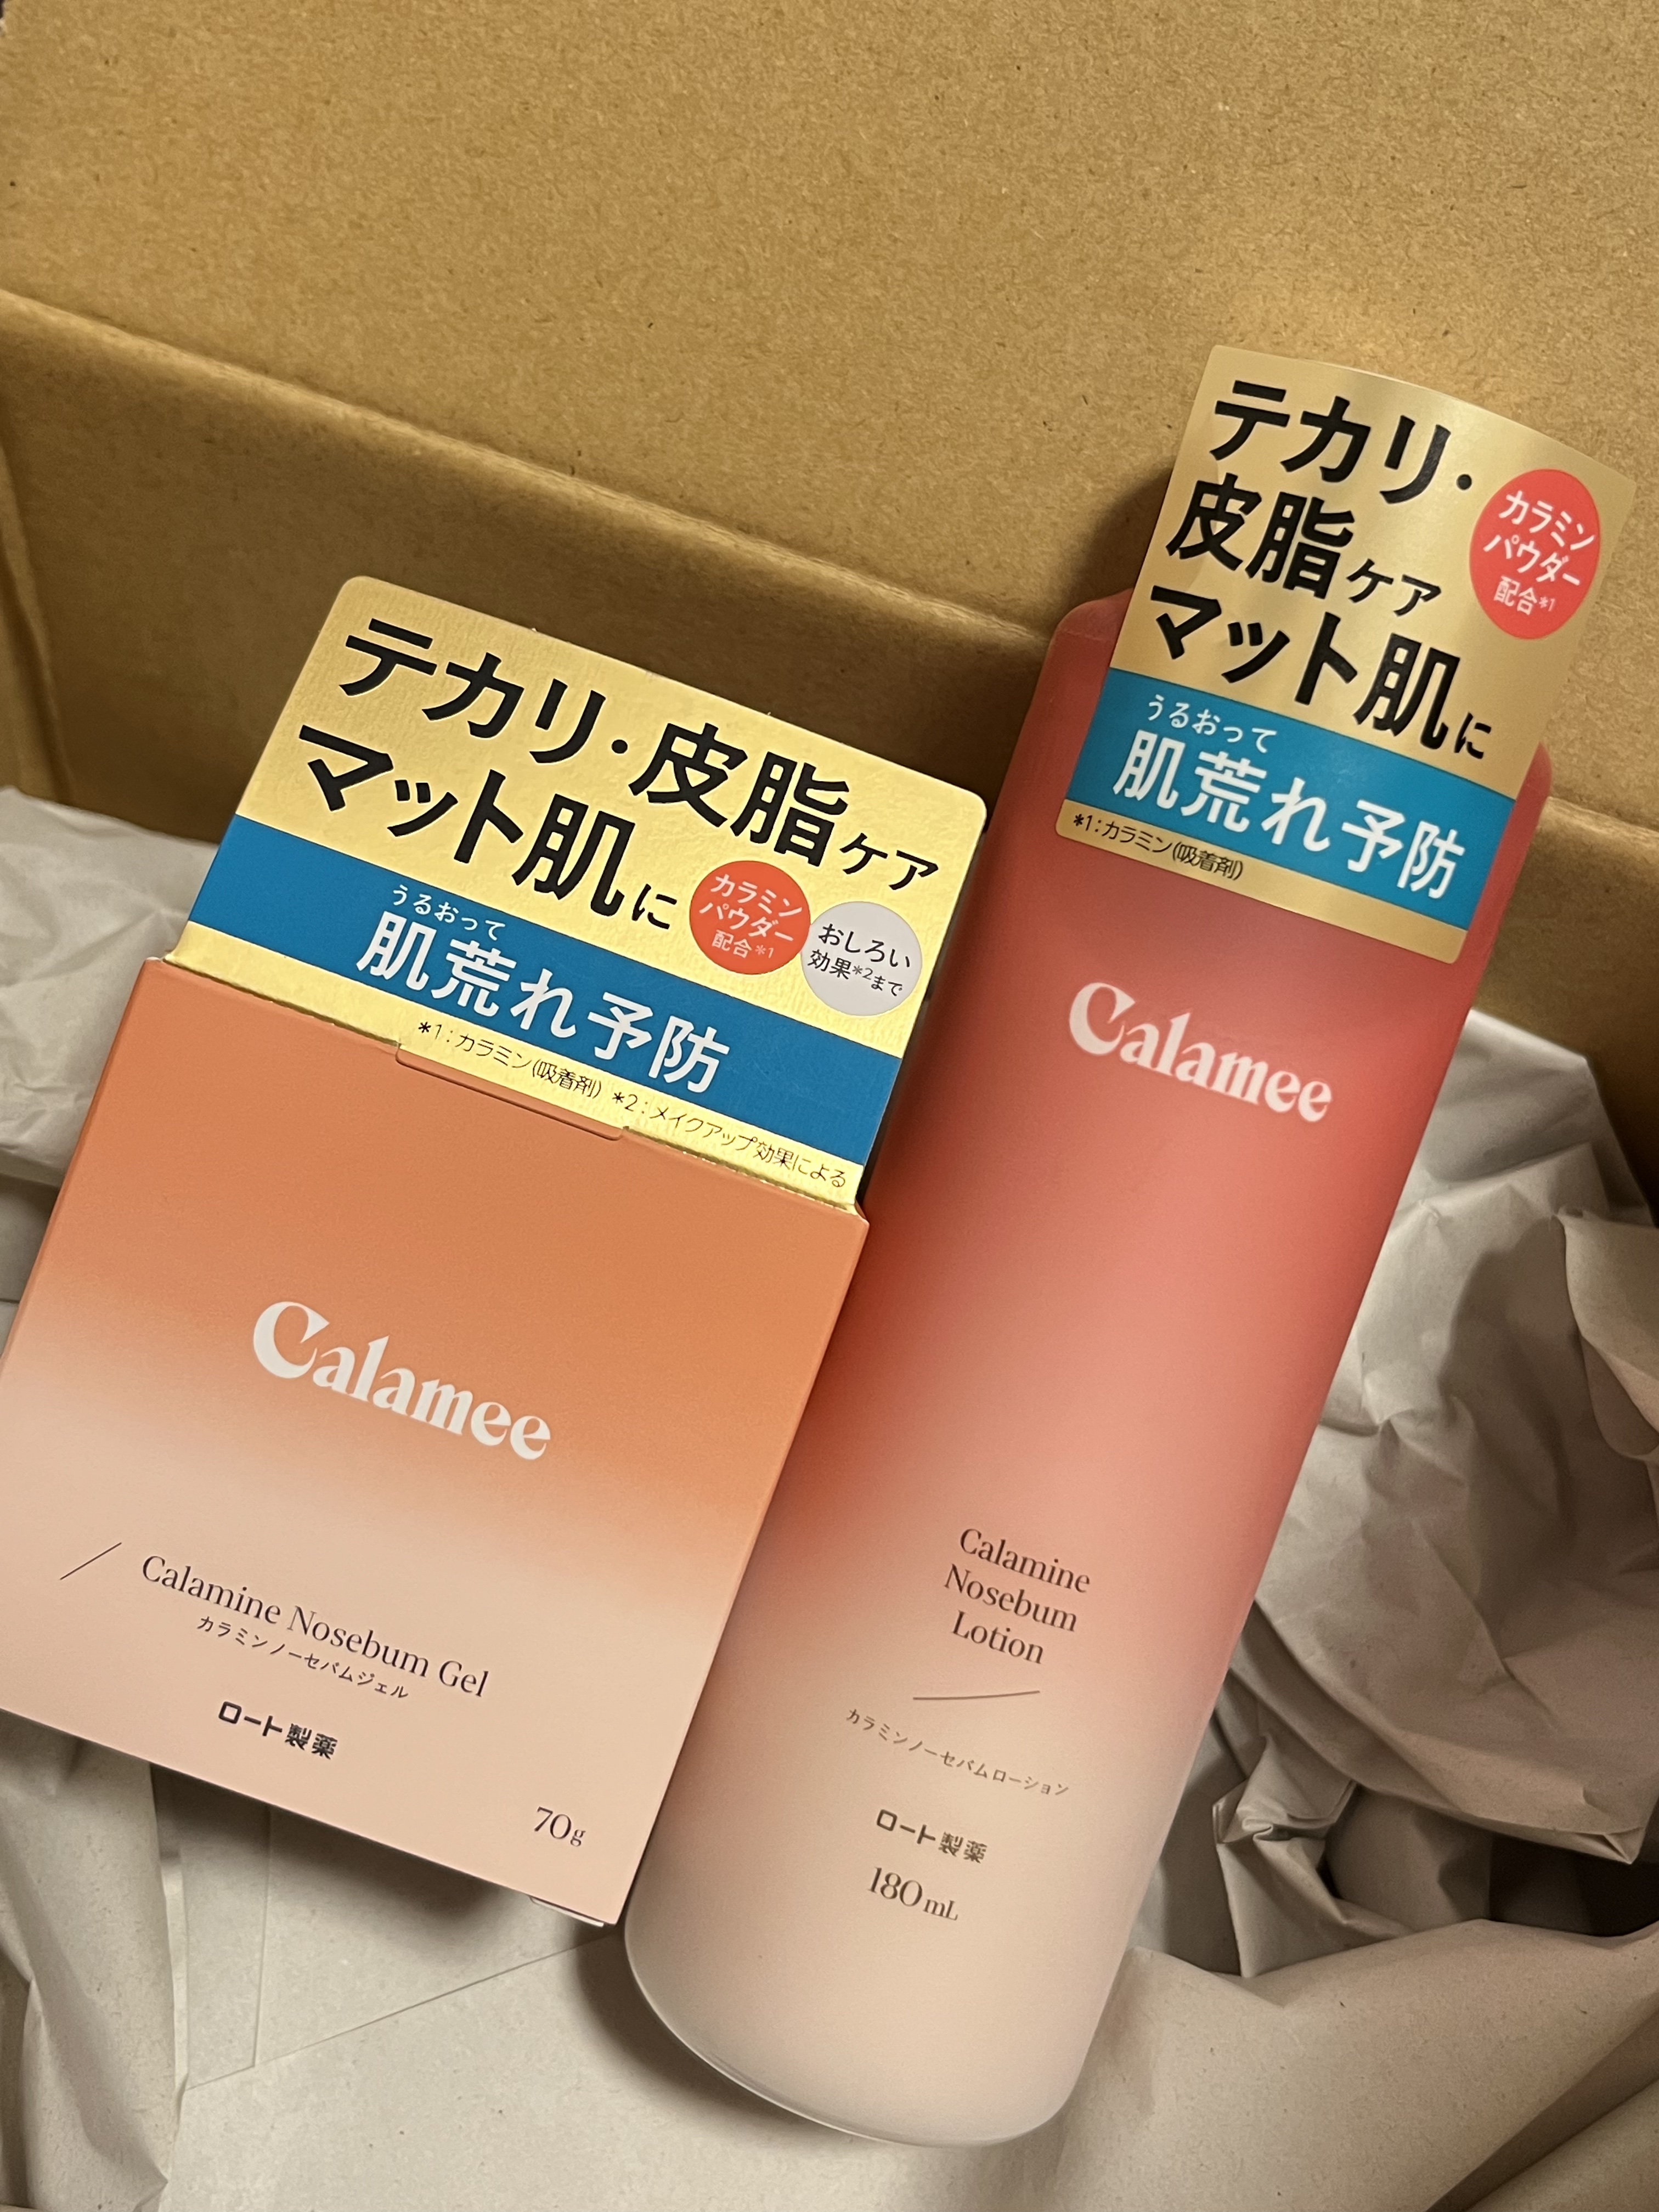 テカリ・皮脂ケア
マット肌に
カラミン
パウダー
配合*1
おしろい
効果*2まで
うるおって
肌荒れ予防
*1:カラミン(吸着剤) *2:メイクアップ効果による
Calamee
Calamine Nosebum Gel
カラミンノーセバムジェル
ロート製薬
70g
テカリ・
皮脂ケア
マット肌に
カラミン
パウダー
配合*1
うるおって
肌荒れ予防
*1:カラミン(吸着剤)
Calamee
Calamine
Nosebum
Lotion
カラミンノーセバムローション
ロート製薬
180mL